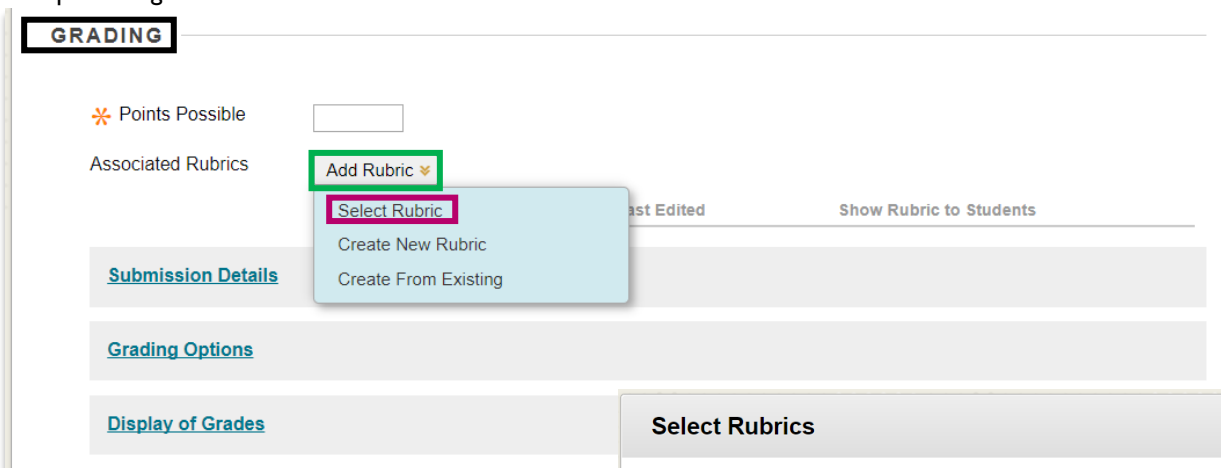 GRADING
Points Possible
Associated Rubrics
Add Rubric
Select Rubric
ast Edited
Show Rubric to Students
Create New Rubric
Create From Existing
Submission Details
Grading Options
Display of Grades
Select Rubrics